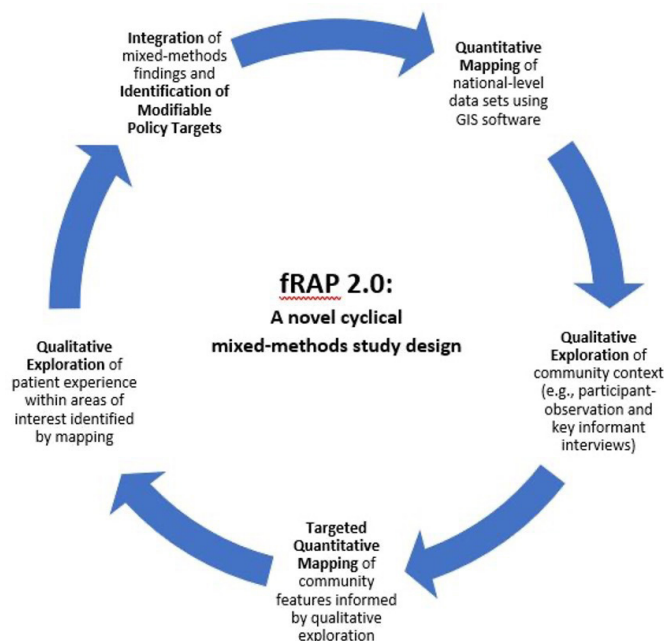 Integration of
mixed-methods
findings and
Identification of
Modifiable
Policy Targets
Quantitative
Mapping of
national-level
data sets using
GIS software
fRAP 2.0:
A novel cyclical
mixed-methods study design
Qualitative
Exploration of
community context
(e.g., participant-
observation and
key informant
interviews)
Targeted
Quantitative
Mapping of
community
features informed
by qualitative
exploration
Qualitative
Exploration of
patient experience
within areas of
interest identified
by mapping